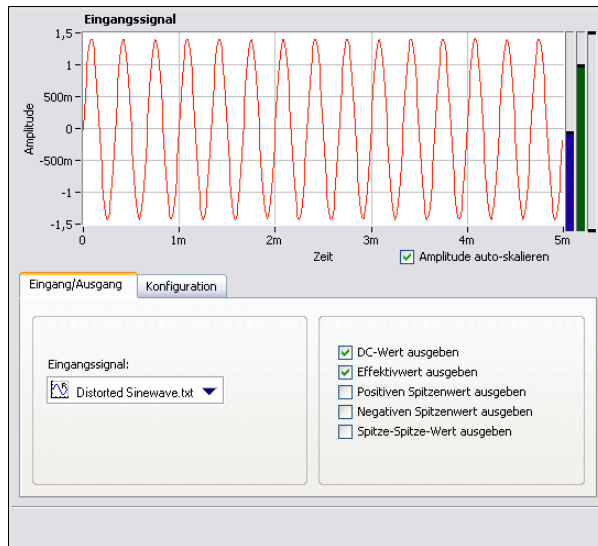 Eingangssignal
Amplitude
1,5
1
500m
0
-500m
-1
-1,5
0 1m 2m 3m 4m 5m
Zeit
Amplitude auto-skalieren
Eingang/Ausgang Konfiguration
Eingangssignal:
Distorted Sinewave.txt
DC-Wert ausgeben
Effektivwert ausgeben
Positiven Spitzenwert ausgeben
Negativen Spitzenwert ausgeben
Spitze-Spitze-Wert ausgeben